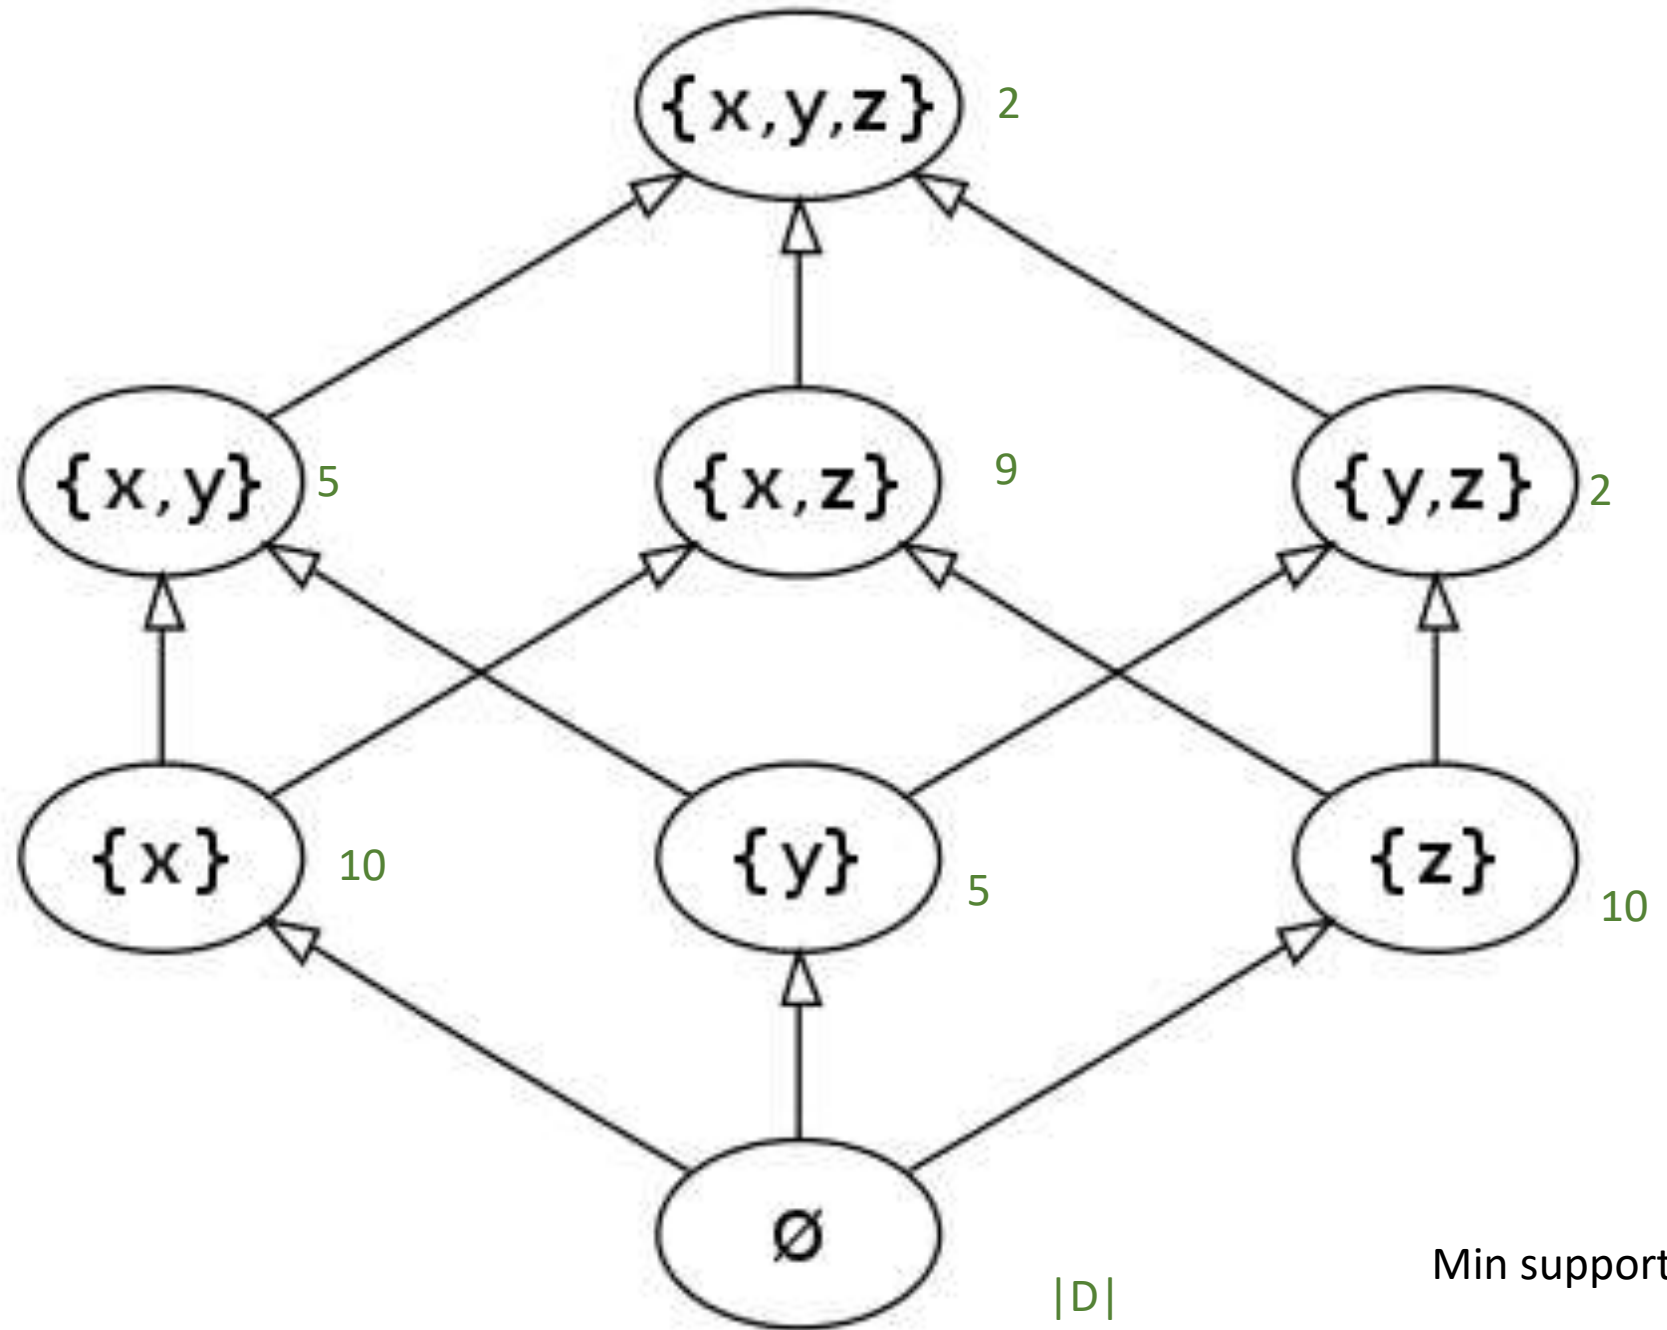 {x,y,z} 2
{x,y} 5 {x,z} 9 {y,z} 2
{x} 10 {y} 5 {z} 10
Ø
|D|
Min support